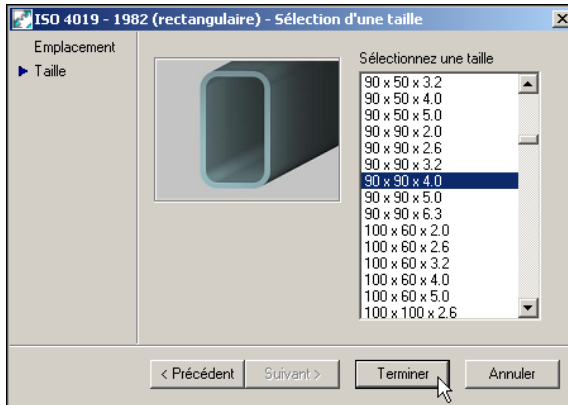 ISO 4019 - 1982 (rectangulaire) - Sélection d'une taille
Emplacement
Taille
Sélectionnez une taille
90 x 50 x 3.2
90 x 50 x 4.0
90 x 50 x 5.0
90 x 90 x 2.0
90 x 90 x 2.6
90 x 90 x 3.2
90 x 90 x 4.0
90 x 90 x 5.0
90 x 90 x 6.3
100 x 60 x 2.0
100 x 60 x 2.6
100 x 60 x 3.2
100 x 60 x 4.0
100 x 60 x 5.0
100 x 100 x 2.6
< Précédent Suivant > Terminer Annuler